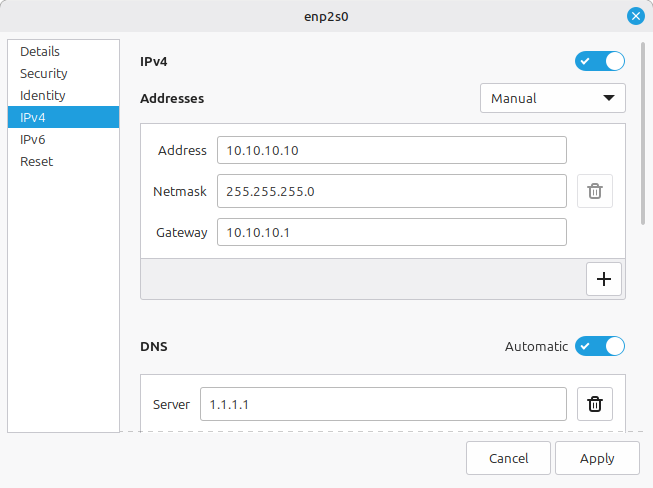 enp2s0
Details
Security
Identity
IPv4
IPv6
Reset
IPv4
Addresses
Manual
Address 10.10.10.10
Netmask 255.255.255.0
Gateway 10.10.10.1
DNS
Automatic
Server 1.1.1.1
Cancel
Apply